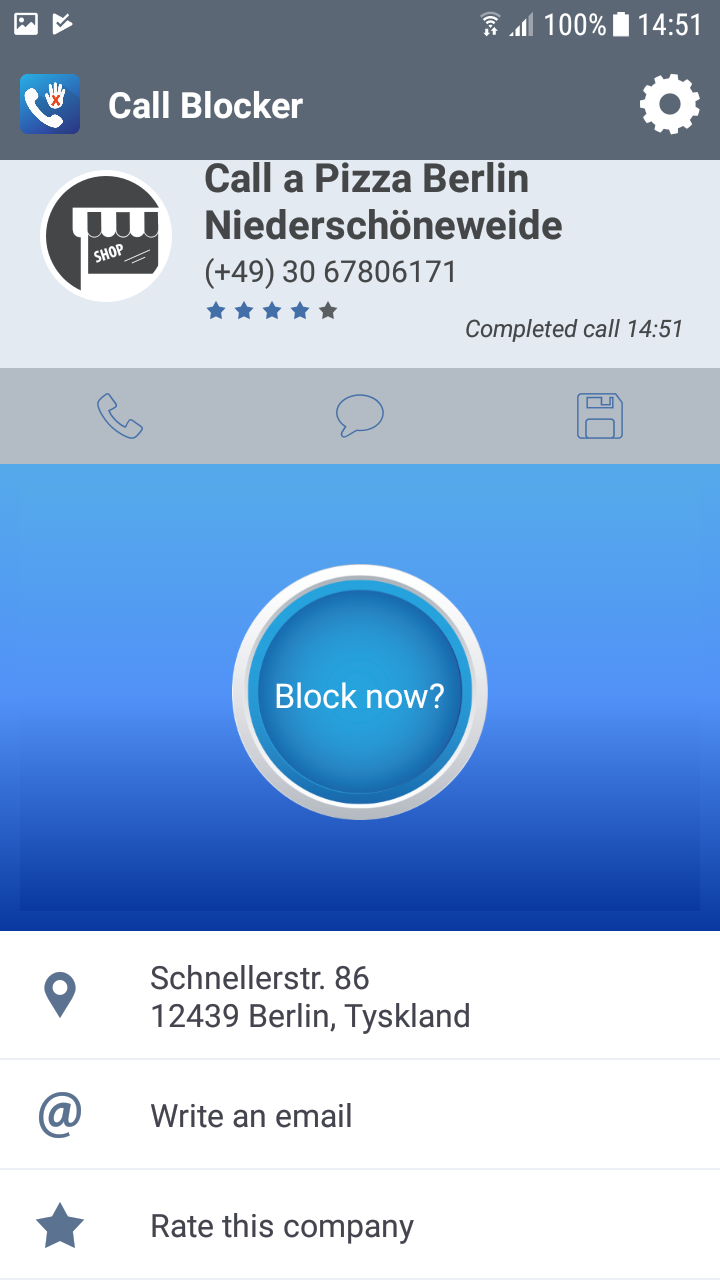 100% 14:51
Call Blocker
Call a Pizza Berlin
Niederschöneweide
SHOP
(+49) 30 67806171
Completed call 14:51
Block now?
Schnellerstr. 86
12439 Berlin, Tyskland
@ Write an email
Rate this company